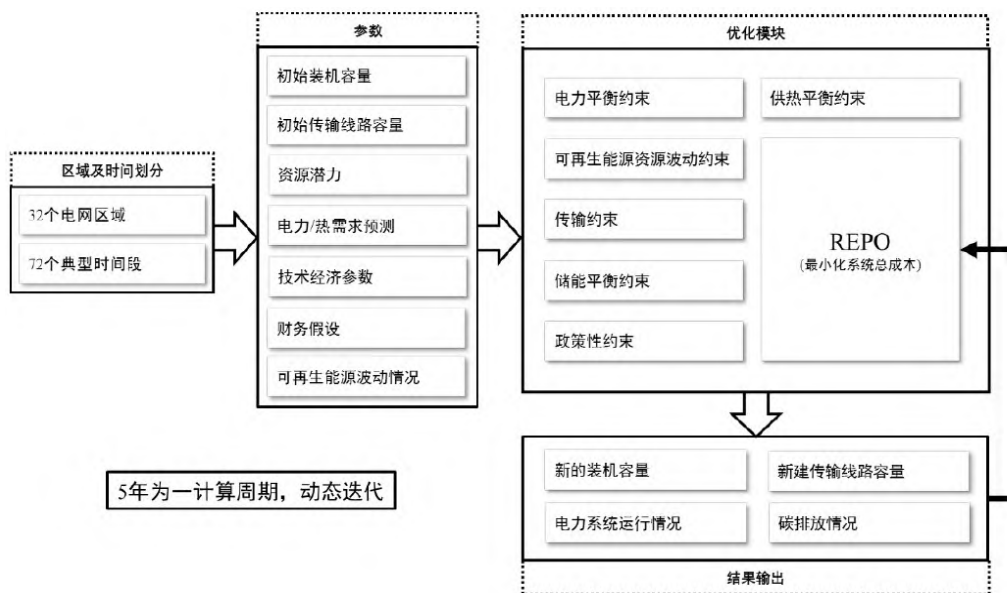 区域及时间划分
32个电网区域
72个典型时间段
参数
初始装机容量
初始传输线路容量
资源潜力
电力/热需求预测
技术经济参数
财务假设
可再生能源波动情况
优化模块
电力平衡约束
供热平衡约束
可再生能源资源波动约束
传输约束
储能平衡约束
政策性约束
REPO
(最小化系统总成本)
新的装机容量
新建传输线路容量
电力系统运行情况
碳排放情况
结果输出
5年为一计算周期，动态迭代